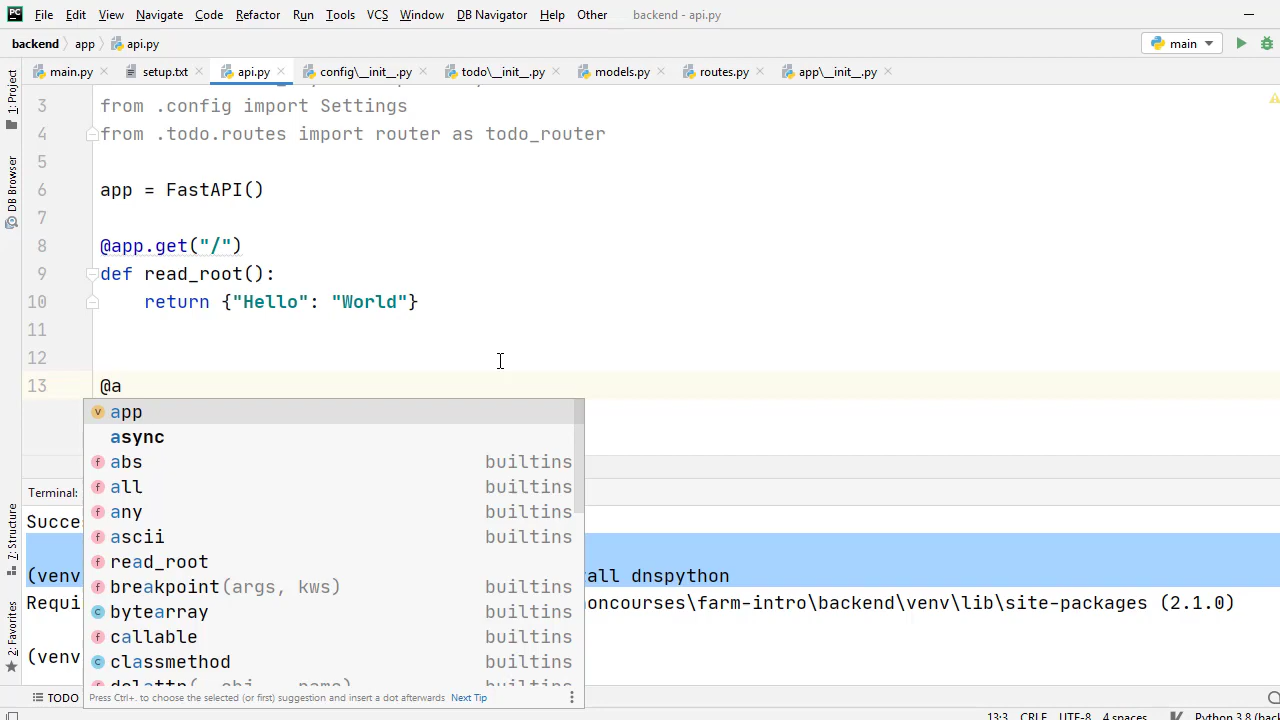 PC File Edit View Navigate Code Refactor Run Tools VCS Window DB Navigator Help Other backend - api.py
backend app api.py main
main.py setup.txt api.py config\__init__.py todo\__init__.py models.py routes.py app\__init__.py
1: Project
DB Browser
7: Structure
2: Favorites
3 from .config import Settings
4 from .todo.routes import router as todo_router
5
6 app = FastAPI()
7
8 @app.get("/")
9 def read_root():
10 return {"Hello": "World"}
11
12
13 @a
app
async
abs builtins
all builtins
any builtins
ascii builtins
read_root
breakpoint(args, kws) builtins
bytearray builtins
callable builtins
classmethod builtins
Press Ctrl+. to choose the selected (or first) suggestion and insert a dot afterwards Next Tip
Terminal:
Succe
(venv all dnspython
Requi oncourses\farm-intro\backend\venv\lib\site-packages (2.1.0)
(venv
TODO
13:3 CRLF UTF-8 4 spaces Python 3.8 (bac